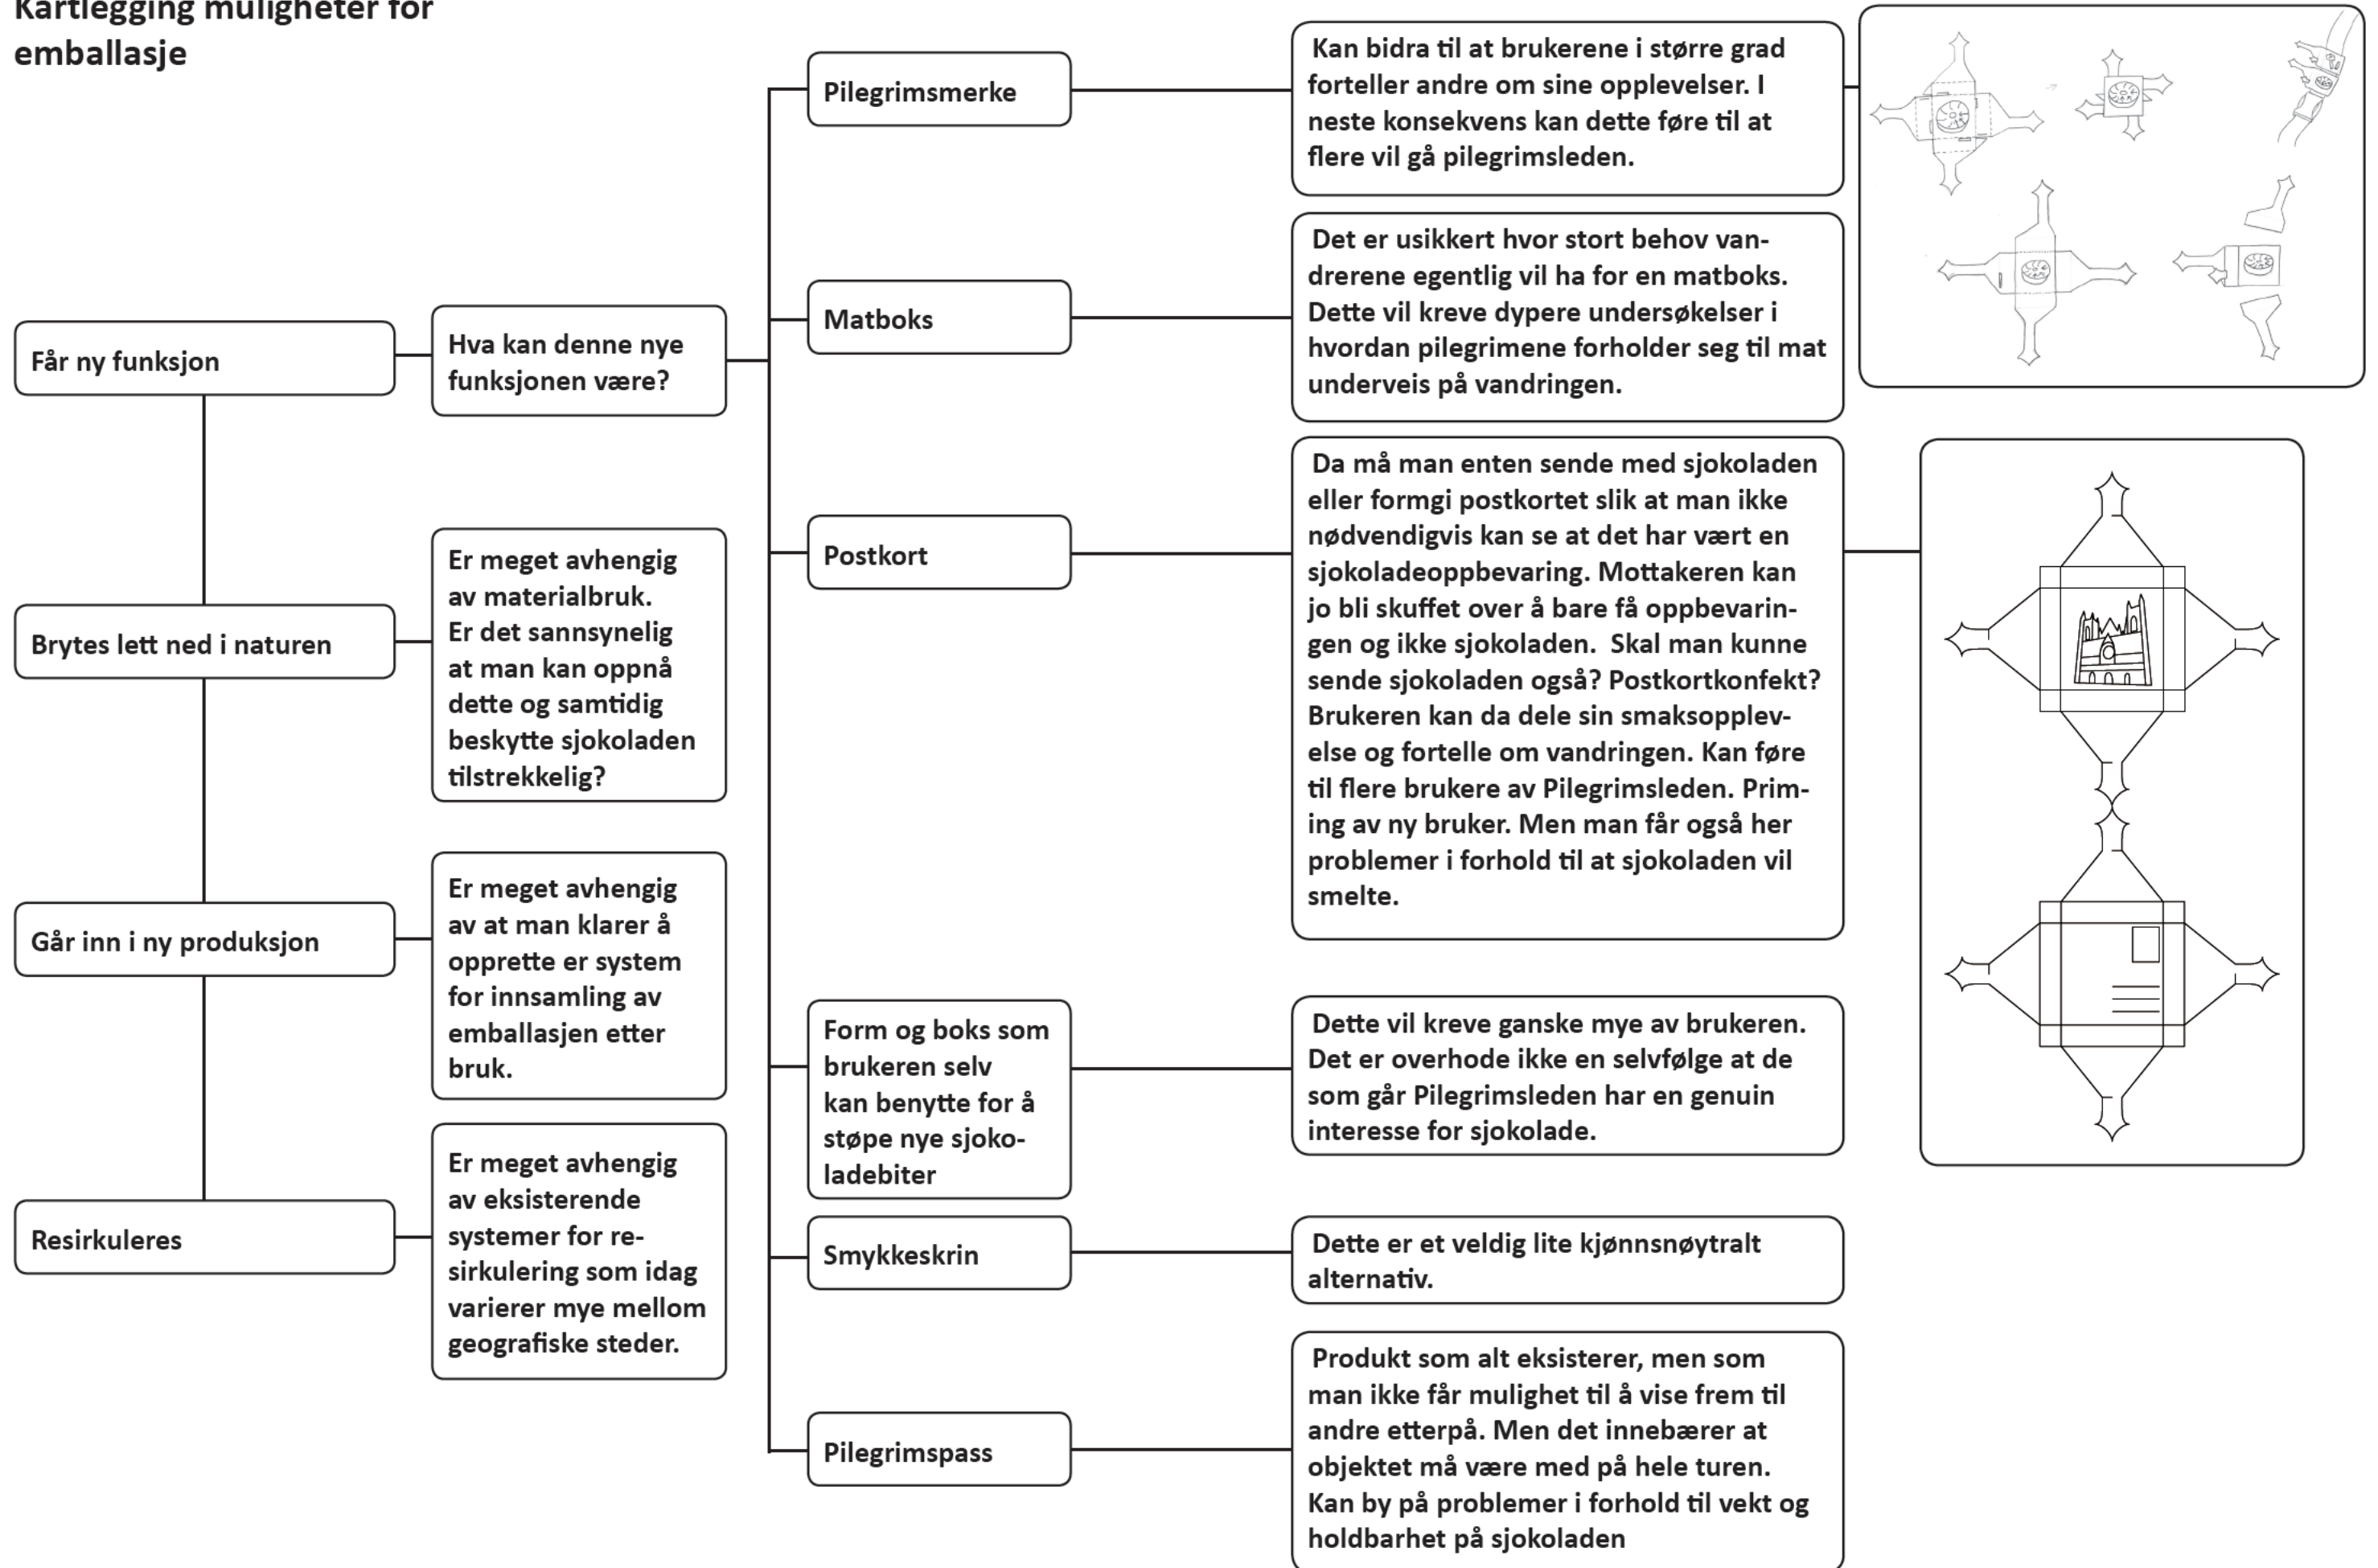 Kartlegging muligheter for
emballasje
Får ny funksjon
Hva kan denne nye
funksjonen være?
Brytes lett ned i naturen
Er meget avhengig
av materialbruk.
Er det sannsynelig
at man kan oppnå
dette og samtidig
beskytte sjokoladen
tilstrekkelig?
Går inn i ny produksjon
Er meget avhengig
av at man klarer å
opprette er system
for innsamling av
emballasjen etter
bruk.
Resirkuleres
Er meget avhengig
av eksisterende
systemer for re-
sirkulering som idag
varierer mye mellom
geografiske steder.
Pilegrimsmerke
Kan bidra til at brukerene i større grad
forteller andre om sine opplevelser. I
neste konsekvens kan dette føre til at
flere vil gå pilegrimsleden.
Matboks
Det er usikkert hvor stort behov van-
drerene egentlig vil ha for en matboks.
Dette vil kreve dypere undersøkelser i
hvordan pilegrimene forholder seg til mat
underveis på vandringen.
Postkort
Da må man enten sende med sjokoladen
eller formgi postkortet slik at man ikke
nødvendigvis kan se at det har vært en
sjokoladeoppbevaring. Mottakeren kan
jo bli skuffet over å bare få oppbevarin-
gen og ikke sjokoladen.  Skal man kunne
sende sjokoladen også? Postkortkonfekt?
Brukeren kan da dele sin smaksopplev-
else og fortelle om vandringen. Kan føre
til flere brukere av Pilegrimsleden. Prim-
ing av ny bruker. Men man får også her
problemer i forhold til at sjokoladen vil
smelte.
Form og boks som
brukeren selv
kan benytte for å
støpe nye sjoko-
ladebiter
Dette vil kreve ganske mye av brukeren.
Det er overhode ikke en selvfølge at de
som går Pilegrimsleden har en genuin
interesse for sjokolade.
Smykkeskrin
Dette er et veldig lite kjønnsnøytralt
alternativ.
Pilegrimspass
Produkt som alt eksisterer, men som
man ikke får mulighet til å vise frem til
andre etterpå. Men det innebærer at
objektet må være med på hele turen.
Kan by på problemer i forhold til vekt og
holdbarhet på sjokoladen